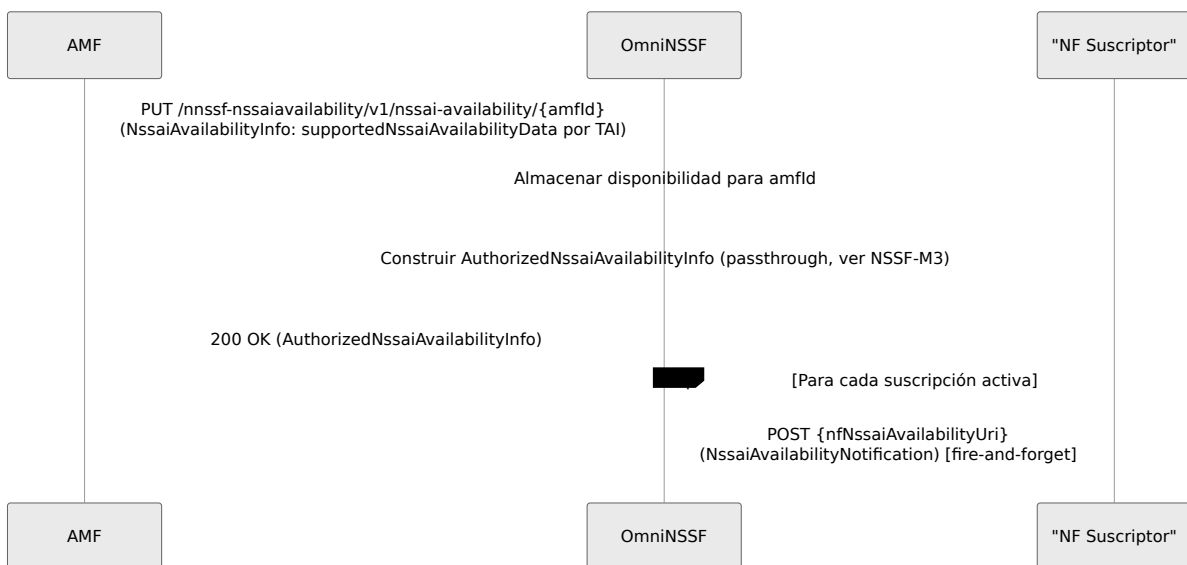 AMF
OmniNSSF
"NF Suscriptor"
PUT /nnssf-nssaiavailability/v1/nssai-availability/{amfId}
(NssaiAvailabilityInfo: supportedNssaiAvailabilityData por TAI)
Almacenar disponibilidad para amfId
Construir AuthorizedNssaiAvailabilityInfo (passthrough, ver NSSF-M3)
200 OK (AuthorizedNssaiAvailabilityInfo)
[Para cada suscripción activa]
POST {nfNssaiAvailabilityUri}
(NssaiAvailabilityNotification) [fire-and-forget]
AMF
OmniNSSF
"NF Suscriptor"